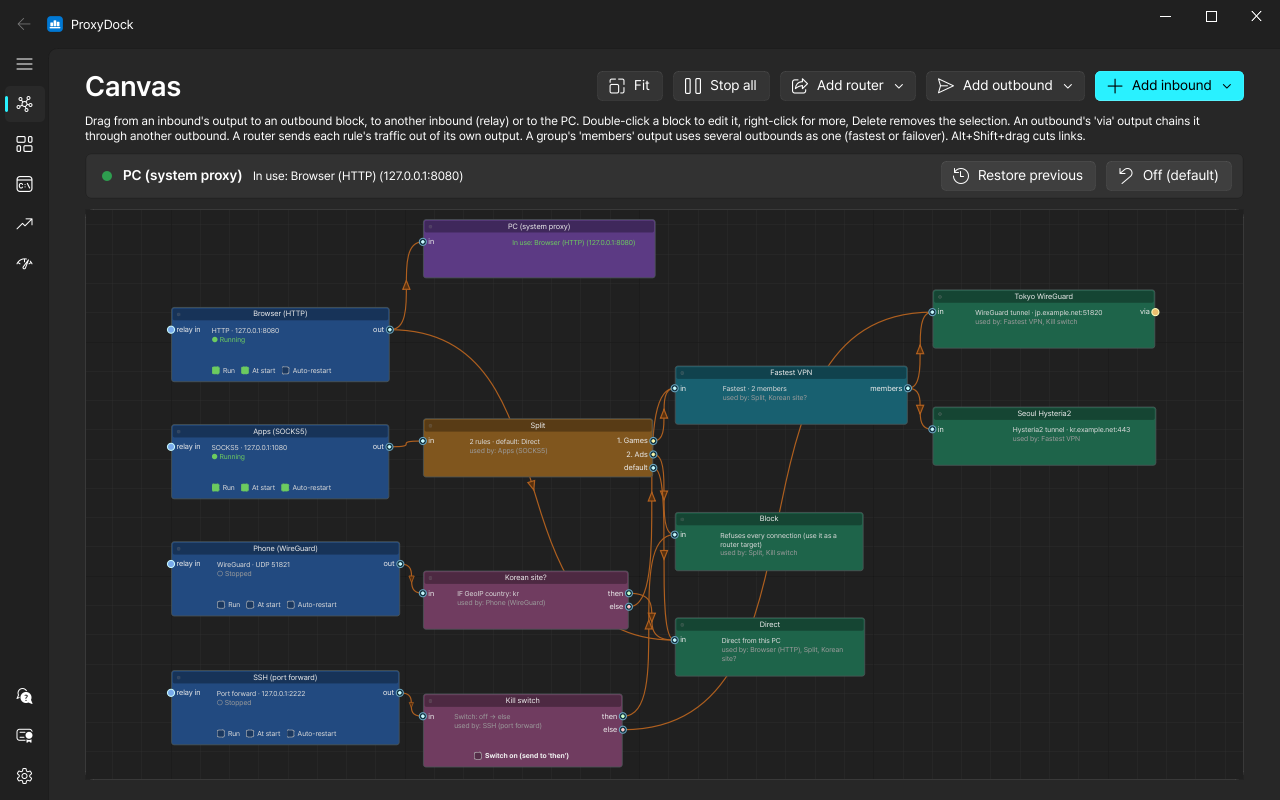 ProxyDock
Canvas
Fit
Stop all
Add router
Add outbound
Add inbound
Drag from an inbound's output to an outbound block, to another inbound (relay) or to the PC. Double-click a block to edit it, right-click for more, Delete removes the selection. An outbound's 'via' output chains it
through another outbound. A router sends each rule's traffic out of its own output. A group's 'members' output uses several outbounds as one (fastest or failover). Alt+Shift+drag cuts links.
PC (system proxy) In use: Browser (HTTP) (127.0.0.1:8080)
Restore previous
Off (default)
PC (system proxy)
in
In use: Browser (HTTP) (127.0.0.1:8080)
Browser (HTTP)
relay in
HTTP · 127.0.0.1:8080
out
Running
Run
At start
Auto-restart
Apps (SOCKS5)
relay in
SOCKS5 · 127.0.0.1:1080
out
Running
Run
At start
Auto-restart
Phone (WireGuard)
relay in
WireGuard · UDP 51821
out
Stopped
Run
At start
Auto-restart
SSH (port forward)
relay in
Port forward · 127.0.0.1:2222
out
Stopped
Run
At start
Auto-restart
Split
in
2 rules · default: Direct
used by: Apps (SOCKS5)
1. Games
2. Ads
default
Korean site?
in
IF GeoIP country: kr
used by: Phone (WireGuard)
then
else
Kill switch
in
Switch: off → else
used by: SSH (port forward)
then
else
Switch on (send to 'then')
Fastest VPN
in
Fastest · 2 members
used by: Split, Korean site?
members
Block
in
Refuses every connection (use it as a
router target)
used by: Split, Kill switch
Direct
in
Direct from this PC
used by: Browser (HTTP), Split, Korean
site?
Tokyo WireGuard
in
WireGuard tunnel · jp.example.net:51820
used by: Fastest VPN, Kill switch
via
Seoul Hysteria2
in
Hysteria2 tunnel · kr.example.net:443
used by: Fastest VPN